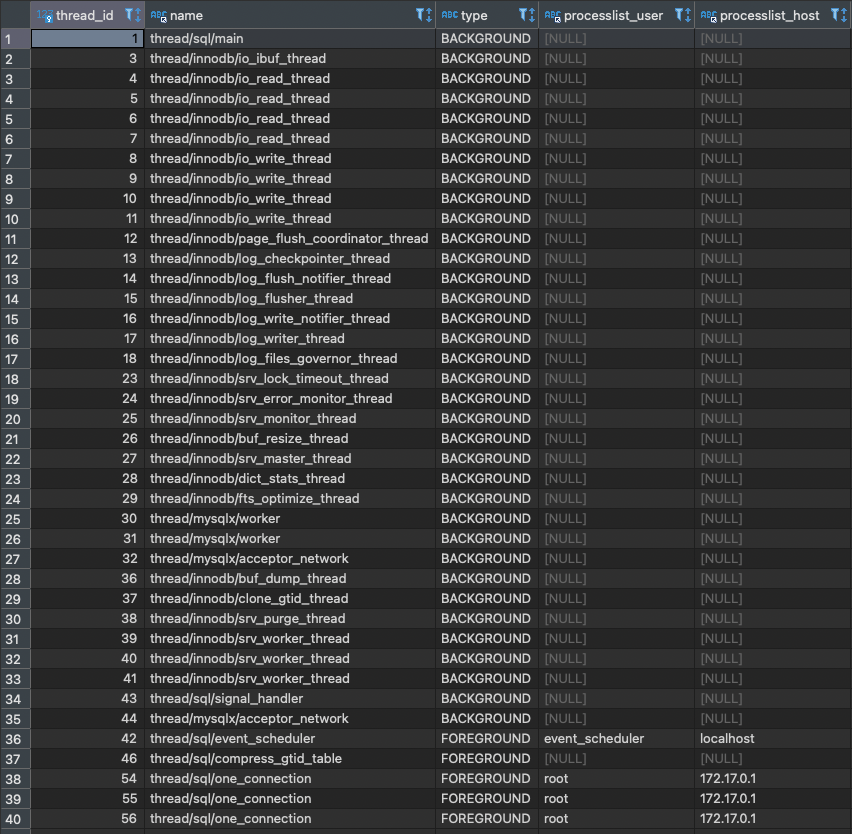 123 thread_id ABC name ABC type ABC processlist_user ABC processlist_host
1 1 thread/sql/main BACKGROUND [NULL] [NULL]
2 3 thread/innodb/io_ibuf_thread BACKGROUND [NULL] [NULL]
3 4 thread/innodb/io_read_thread BACKGROUND [NULL] [NULL]
4 5 thread/innodb/io_read_thread BACKGROUND [NULL] [NULL]
5 6 thread/innodb/io_read_thread BACKGROUND [NULL] [NULL]
6 7 thread/innodb/io_read_thread BACKGROUND [NULL] [NULL]
7 8 thread/innodb/io_write_thread BACKGROUND [NULL] [NULL]
8 9 thread/innodb/io_write_thread BACKGROUND [NULL] [NULL]
9 10 thread/innodb/io_write_thread BACKGROUND [NULL] [NULL]
10 11 thread/innodb/io_write_thread BACKGROUND [NULL] [NULL]
11 12 thread/innodb/page_flush_coordinator_thread BACKGROUND [NULL] [NULL]
12 13 thread/innodb/log_checkpointer_thread BACKGROUND [NULL] [NULL]
13 14 thread/innodb/log_flush_notifier_thread BACKGROUND [NULL] [NULL]
14 15 thread/innodb/log_flusher_thread BACKGROUND [NULL] [NULL]
15 16 thread/innodb/log_write_notifier_thread BACKGROUND [NULL] [NULL]
16 17 thread/innodb/log_writer_thread BACKGROUND [NULL] [NULL]
17 18 thread/innodb/log_files_governor_thread BACKGROUND [NULL] [NULL]
18 23 thread/innodb/srv_lock_timeout_thread BACKGROUND [NULL] [NULL]
19 24 thread/innodb/srv_error_monitor_thread BACKGROUND [NULL] [NULL]
20 25 thread/innodb/srv_monitor_thread BACKGROUND [NULL] [NULL]
21 26 thread/innodb/buf_resize_thread BACKGROUND [NULL] [NULL]
22 27 thread/innodb/srv_master_thread BACKGROUND [NULL] [NULL]
23 28 thread/innodb/dict_stats_thread BACKGROUND [NULL] [NULL]
24 29 thread/innodb/fts_optimize_thread BACKGROUND [NULL] [NULL]
25 30 thread/mysqlx/worker BACKGROUND [NULL] [NULL]
26 31 thread/mysqlx/worker BACKGROUND [NULL] [NULL]
27 32 thread/mysqlx/acceptor_network BACKGROUND [NULL] [NULL]
28 36 thread/innodb/buf_dump_thread BACKGROUND [NULL] [NULL]
29 37 thread/innodb/clone_gtid_thread BACKGROUND [NULL] [NULL]
30 38 thread/innodb/srv_purge_thread BACKGROUND [NULL] [NULL]
31 39 thread/innodb/srv_worker_thread BACKGROUND [NULL] [NULL]
32 40 thread/innodb/srv_worker_thread BACKGROUND [NULL] [NULL]
33 41 thread/innodb/srv_worker_thread BACKGROUND [NULL] [NULL]
34 43 thread/sql/signal_handler BACKGROUND [NULL] [NULL]
35 44 thread/mysqlx/acceptor_network BACKGROUND [NULL] [NULL]
36 42 thread/sql/event_scheduler FOREGROUND event_scheduler localhost
37 46 thread/sql/compress_gtid_table FOREGROUND [NULL] [NULL]
38 54 thread/sql/one_connection FOREGROUND root 172.17.0.1
39 55 thread/sql/one_connection FOREGROUND root 172.17.0.1
40 56 thread/sql/one_connection FOREGROUND root 172.17.0.1